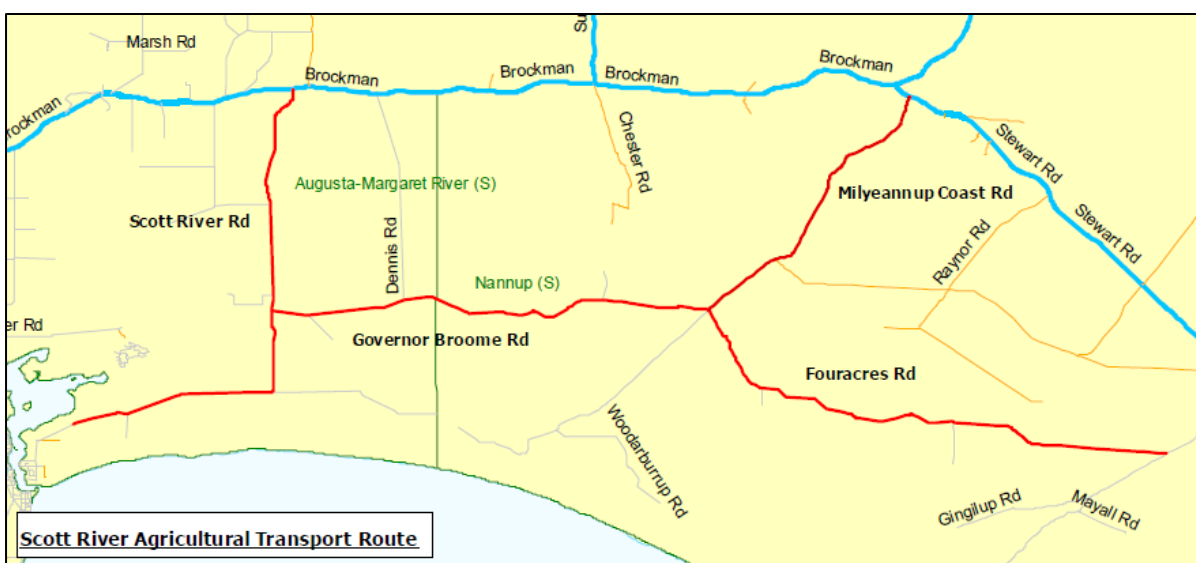 Su
Marsh Rd
Brockman
Brockman
Brockman
Brockman
rockman
Chester Rd
Stewart Rd
Augusta-Margaret River (S)
Milyeannup Coast Rd
Stewart Rd
Scott River Rd
Dennis Rd
Raynor Rd
Nannup (S)
er Rd
Governor Broome Rd
Fouracres Rd
Woodarburrup Rd
Gingilup Rd
Mayall Rd
Scott River Agricultural Transport Route